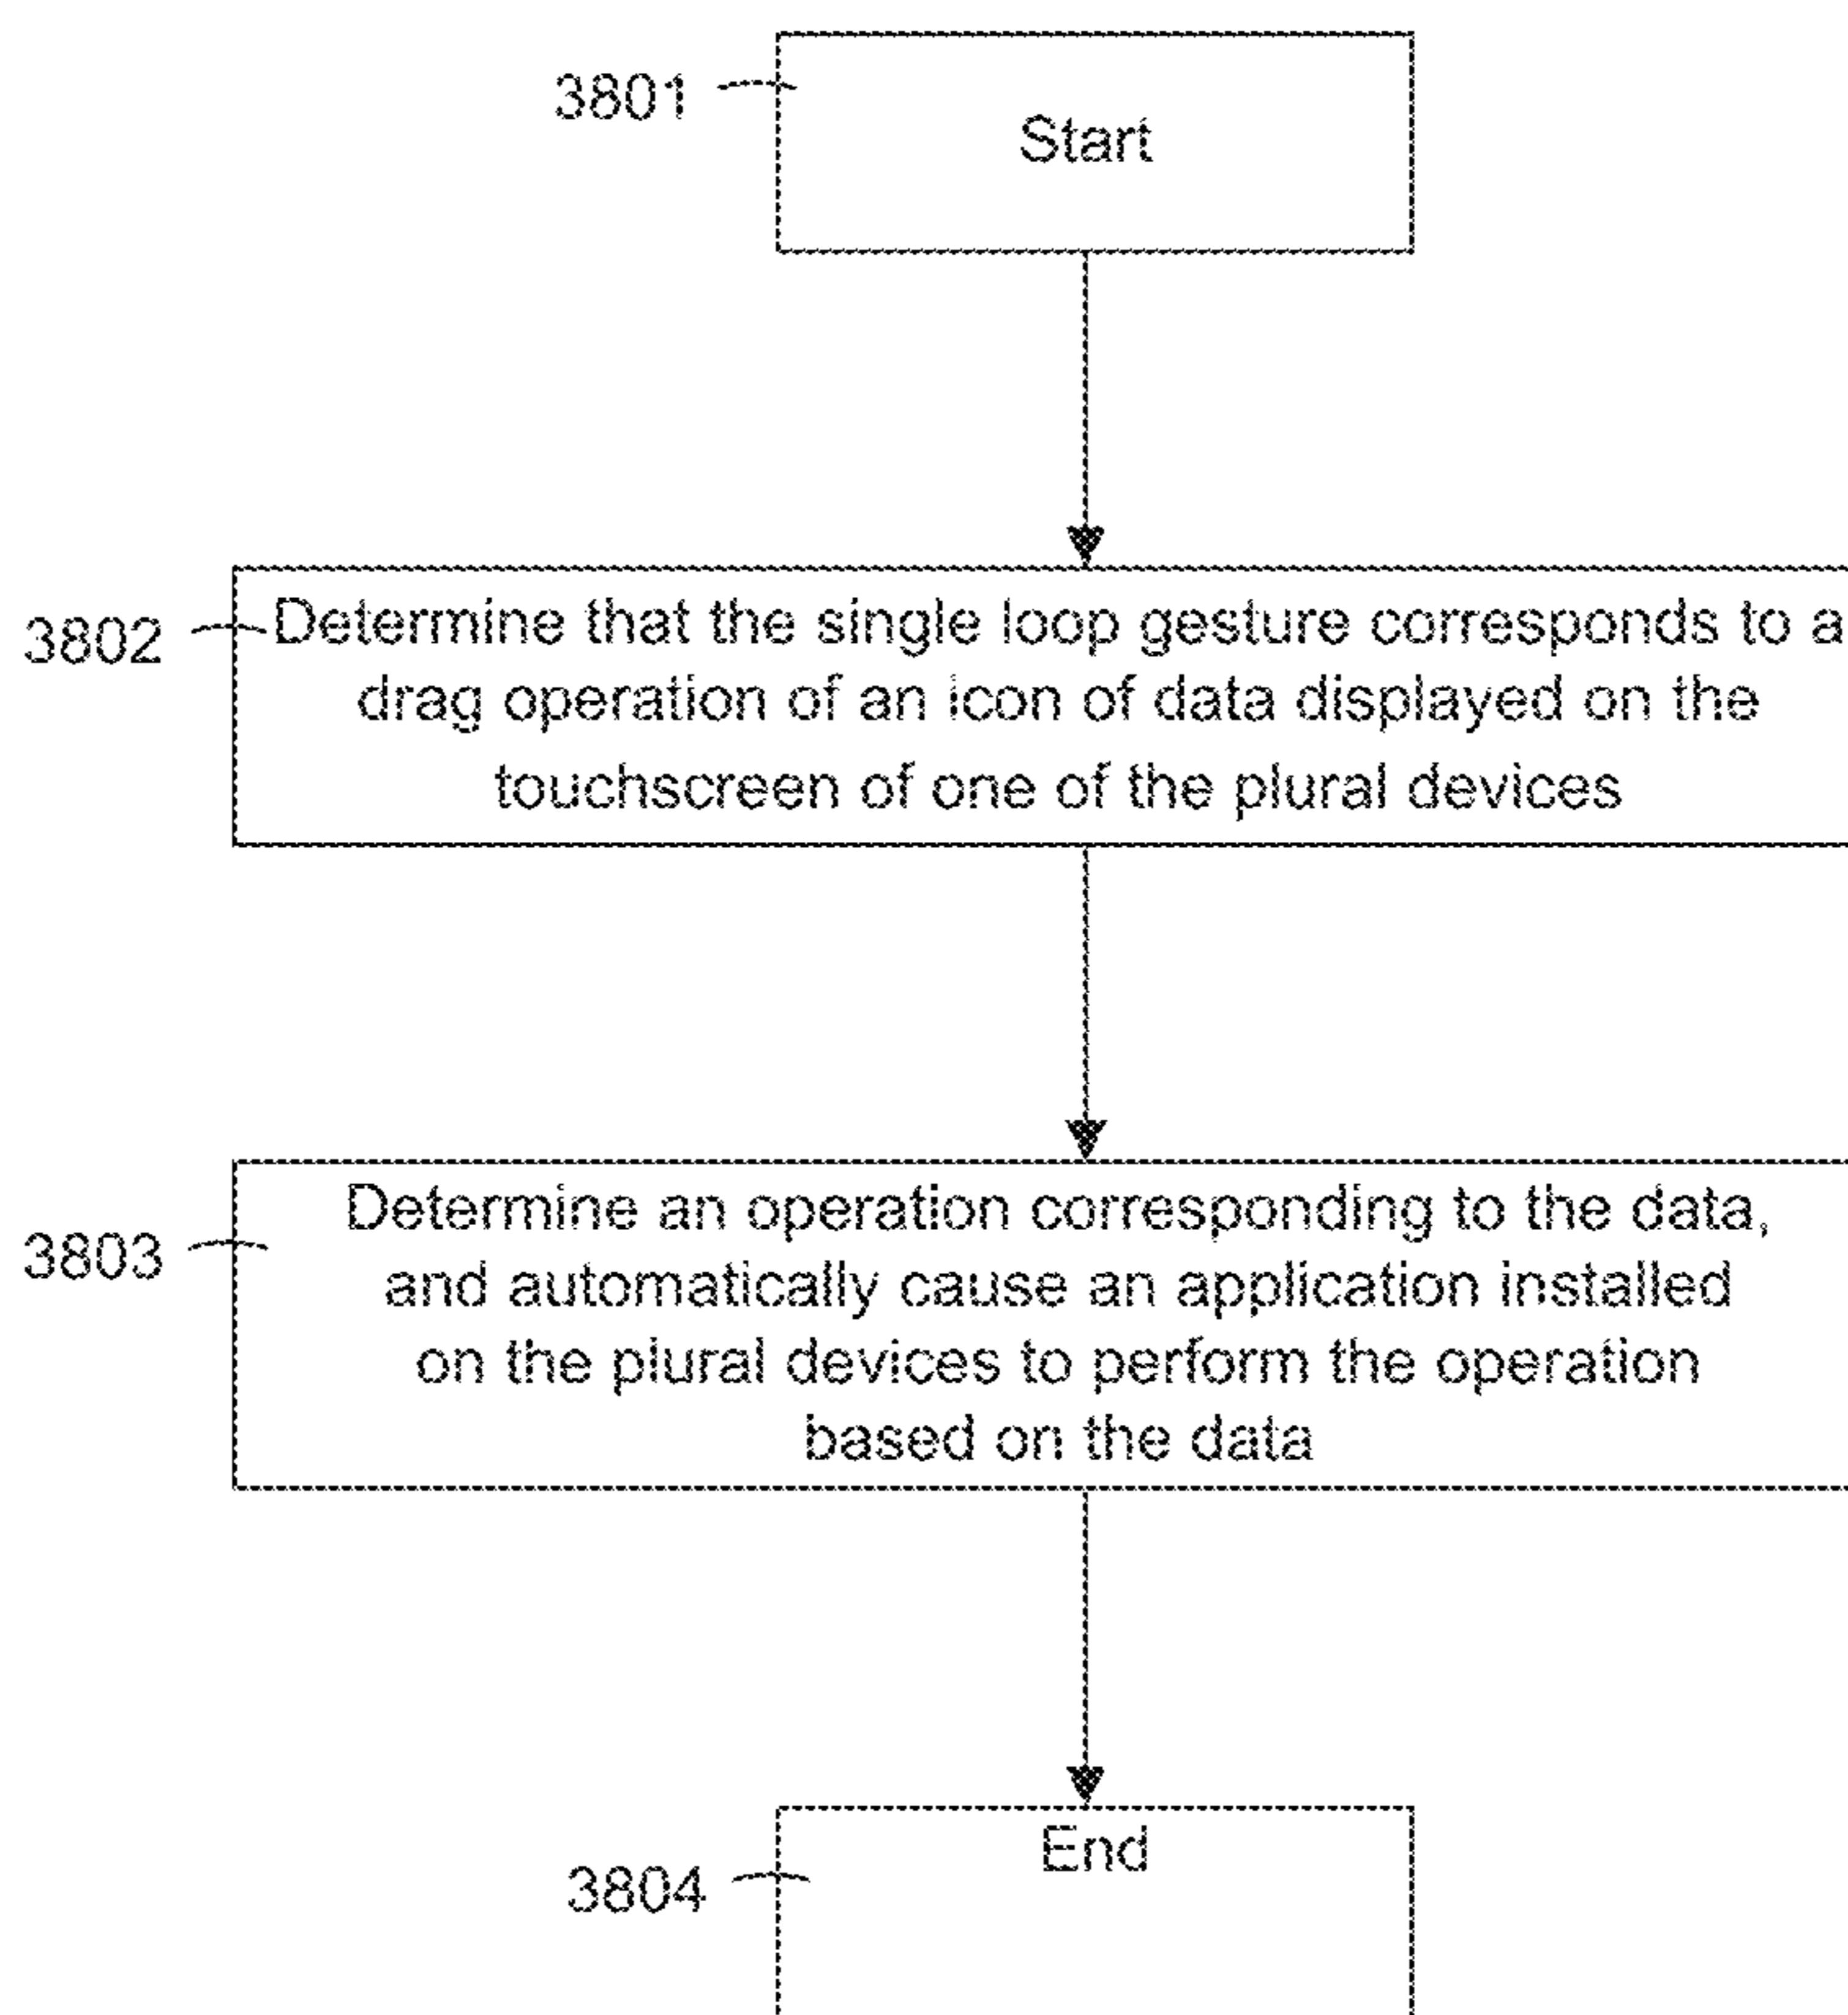 3801
Start
3802
Determine that the single loop gesture corresponds to a
drag operation of an icon of data displayed on the
touchscreen of one of the plural devices
3803
Determine an operation corresponding to the data,
and automatically cause an application installed
on the plural devices to perform the operation
based on the data
End
3804